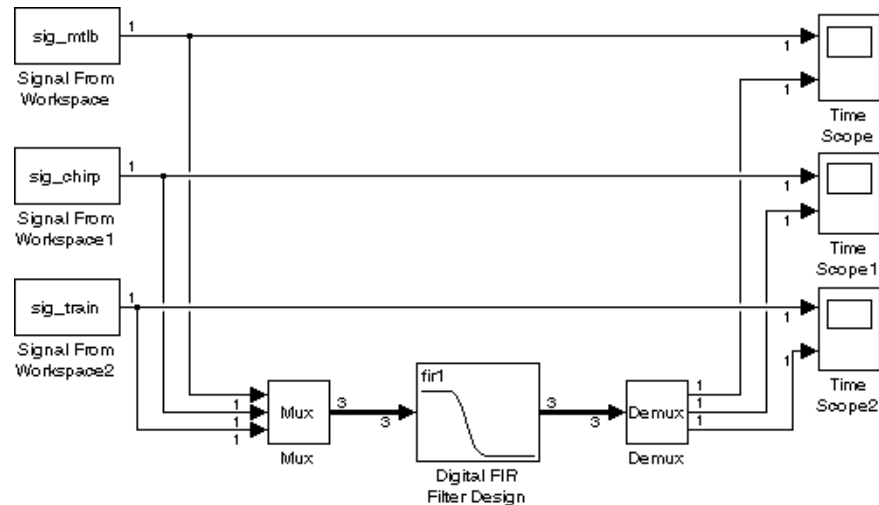 1
sig_mtlb
1
Signal From
Workspace
1
Time
Scope
1
sig_chirp
1
Signal From
Workspace1
1
Time
Scope1
1
sig_train
1
Signal From
Workspace2
1
Time
Scope2
fir1
1
1
1
Mux
3
3
3
3
Demux
1
1
1
Mux
Digital FIR
Filter Design
Demux